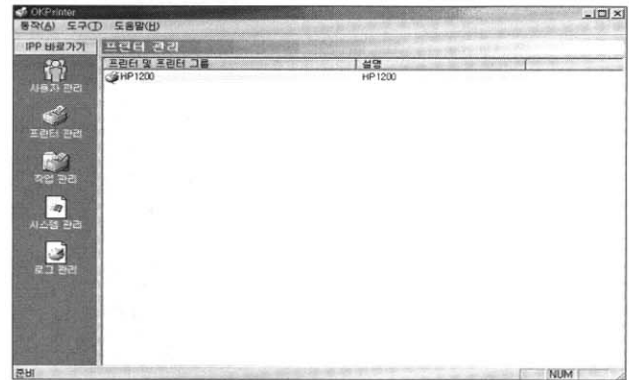 OKPrinter
동작(A) 도구(T) 도움말(H)
IPP 바로가기
프린터 관리
프린터 및 프린터 그룹 설명
HP1200 HP1200
사용자 관리
프린터 관리
작업 관리
시스템 관리
로그 관리
준비 NUM